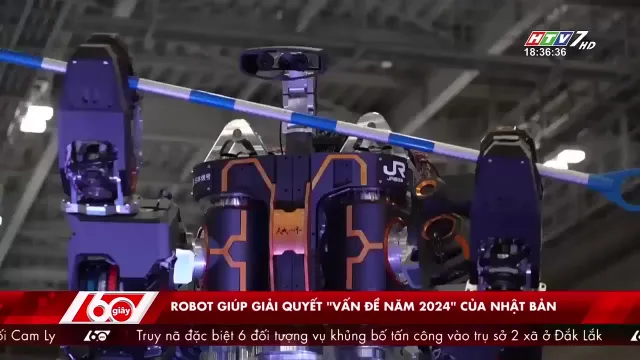 HTV7 HD
18:36:36
JR
60 giây
ROBOT GIÚP GIẢI QUYẾT "VẤN ĐỀ NĂM 2024" CỦA NHẬT BẢN
ối Cam Ly 60 Truy nã đặc biệt 6 đối tượng vụ khủng bố tấn công vào trụ sở 2 xã ở Đắk Lắk